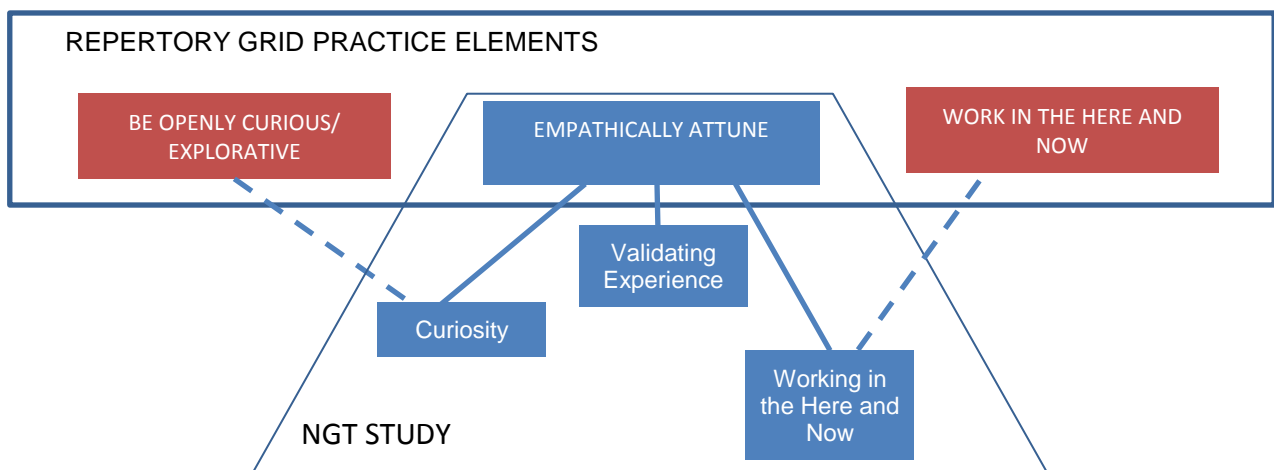 REPERTORY GRID PRACTICE ELEMENTS
BE OPENLY CURIOUS/
EXPLORATIVE
EMPATHICALLY ATTUNE
WORK IN THE HERE AND
NOW
Validating
Experience
Curiosity
Working in
the Here and
Now
NGT STUDY